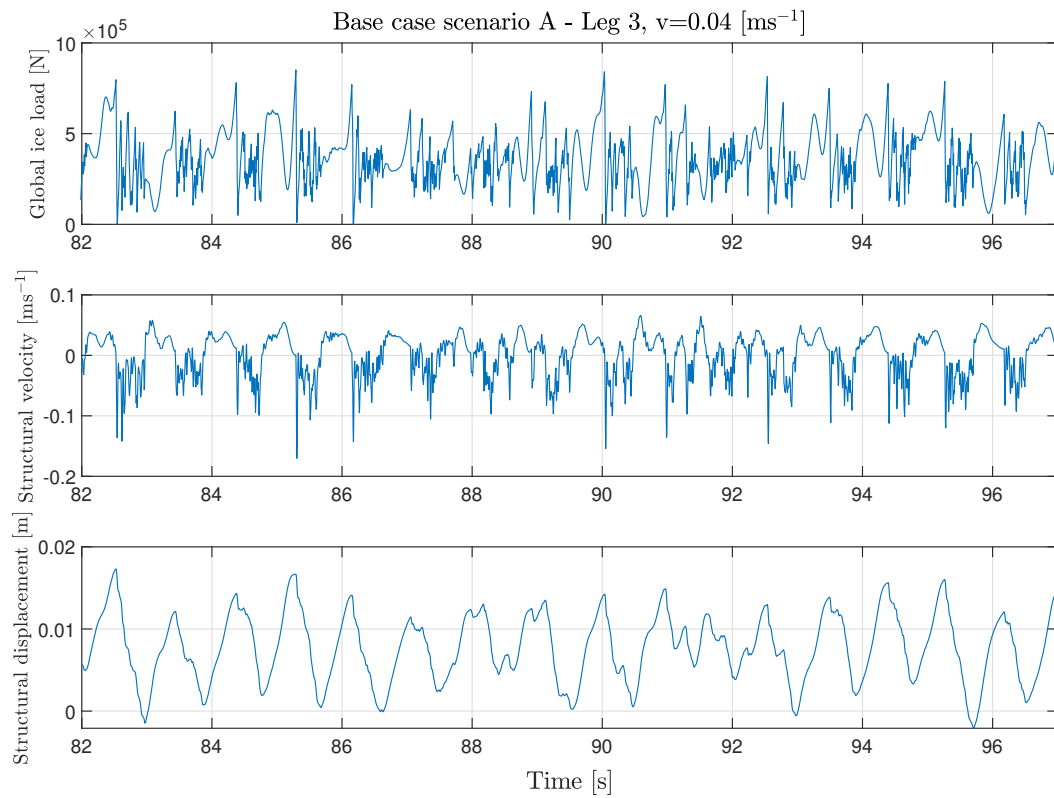 Base case scenario A - Leg 3, v=0.04 [ms⁻¹]
×10⁵
Global ice load [N]
10
5
0
82 84 86 88 90 92 94 96
Structural velocity [ms⁻¹]
0.1
0
-0.1
-0.2
82 84 86 88 90 92 94 96
Structural displacement [m]
0.02
0.01
0
82 84 86 88 90 92 94 96
Time [s]